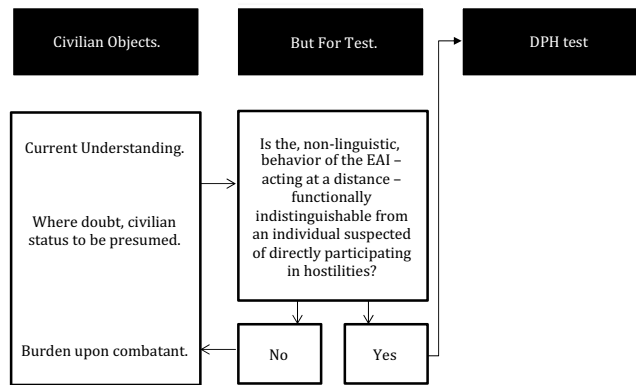 Civilian Objects.
But For Test.
DPH test
Current Understanding.
Where doubt, civilian
status to be presumed.
Burden upon combatant.
Is the, non-linguistic,
behavior of the EAI –
acting at a distance –
functionally
indistinguishable from
an individual suspected
of directly participating
in hostilities?
No
Yes